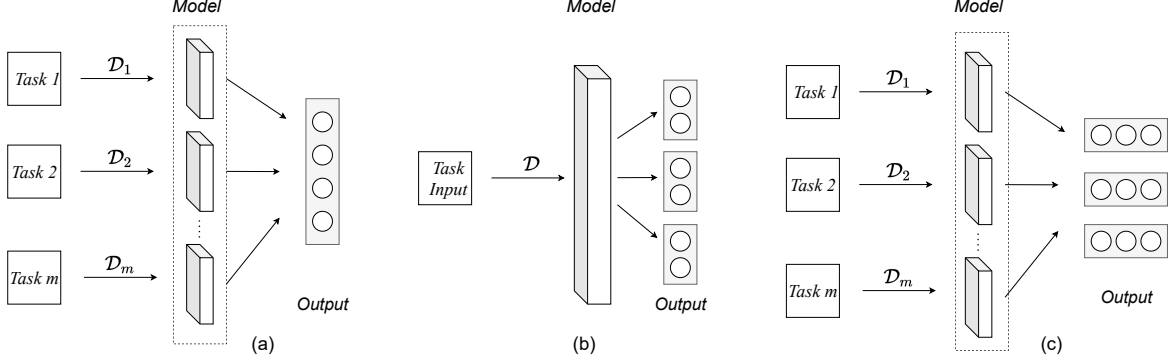 Model
Task 1
𝒟1
Task 2
𝒟2
Task m
𝒟m
Output
(a)
Model
Task
Input
𝒟
Output
(b)
Model
Task 1
𝒟1
Task 2
𝒟2
Task m
𝒟m
Output
(c)